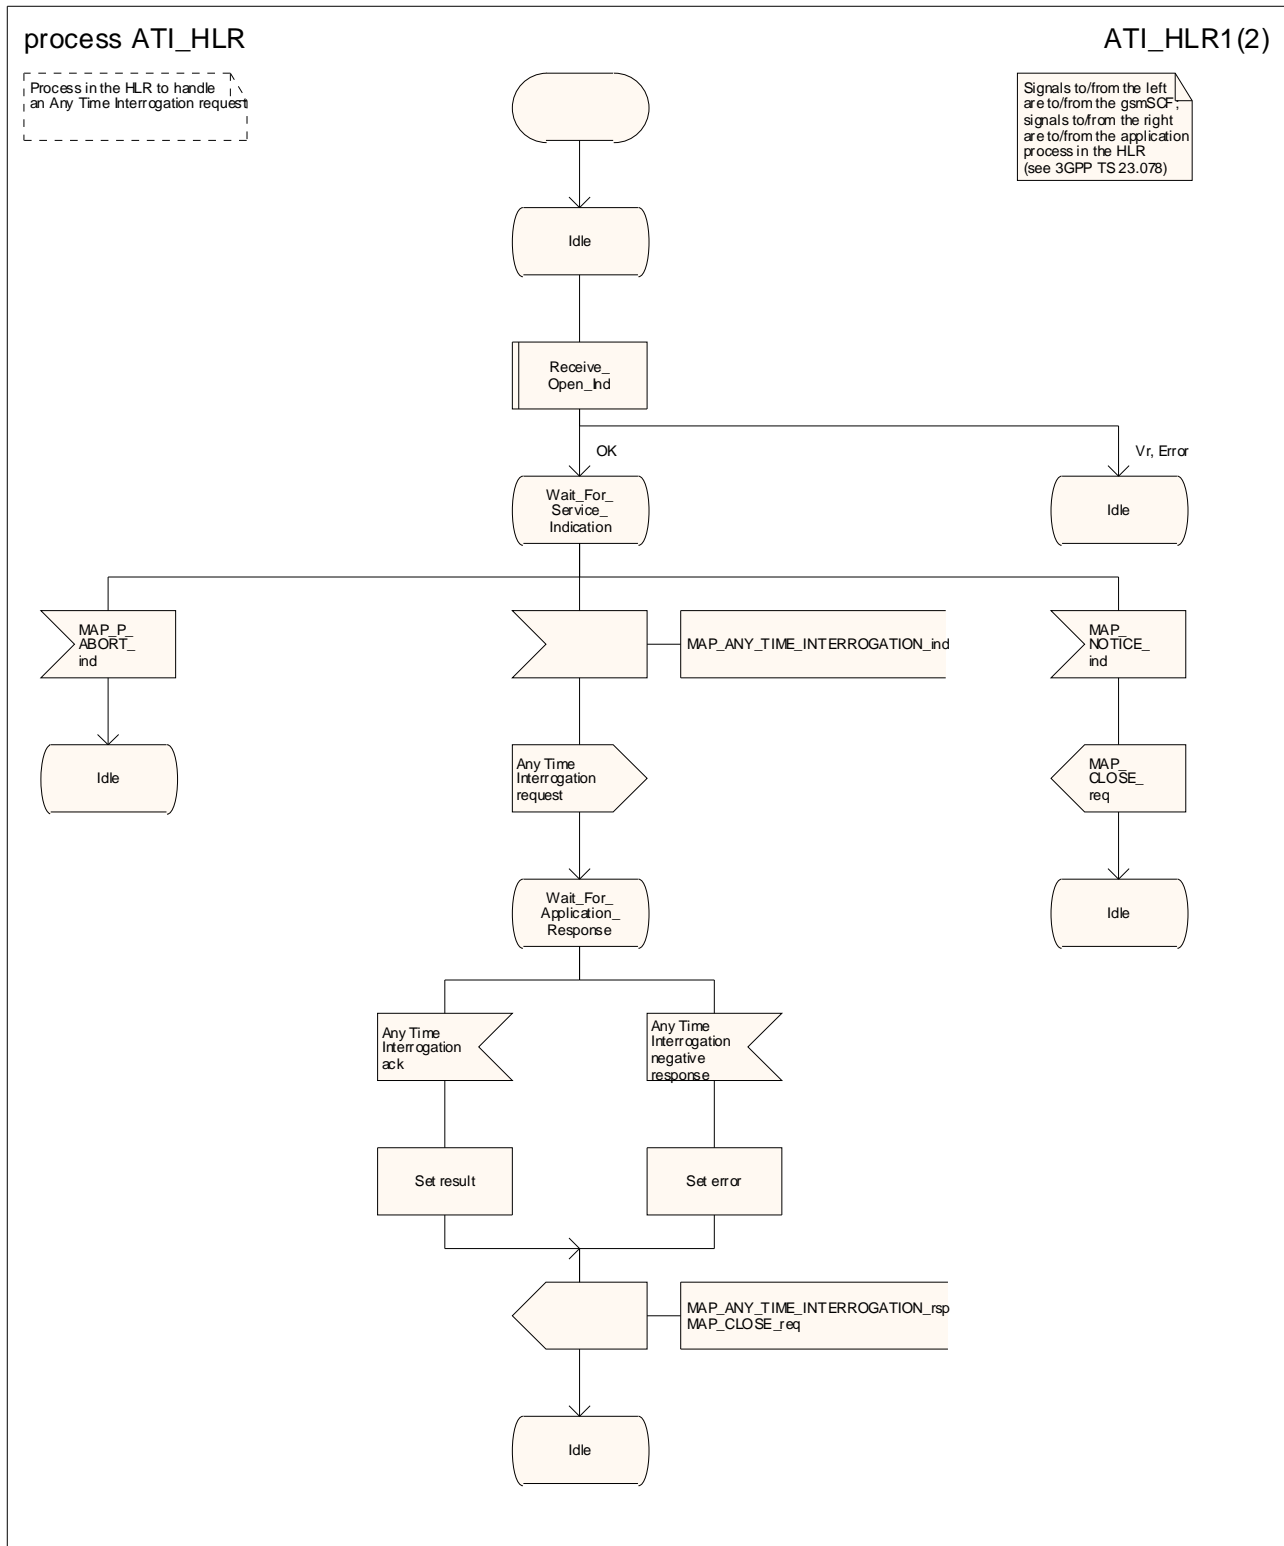 process ATI_HLR
ATI_HLR1(2)
Process in the HLR to handle
an Any Time Interrogation request
Signals to/from the left
are to/from the gsmSCF;
signals to/from the right
are to/from the application
process in the HLR
(see 3GPP TS 23.078)
Idle
Receive_
Open_Ind
OK
Vr, Error
Wait_For_
Service_
Indication
Idle
MAP_P_
ABORT_
ind
MAP_ANY_TIME_INTERROGATION_ind
MAP_
NOTICE_
ind
Idle
Any Time
Interrogation
request
MAP_
CLOSE_
req
Wait_For_
Application_
Response
Idle
Any Time
Interrogation
ack
Any Time
Interrogation
negative
response
Set result
Set error
MAP_ANY_TIME_INTERROGATION_rsp
MAP_CLOSE_req
Idle